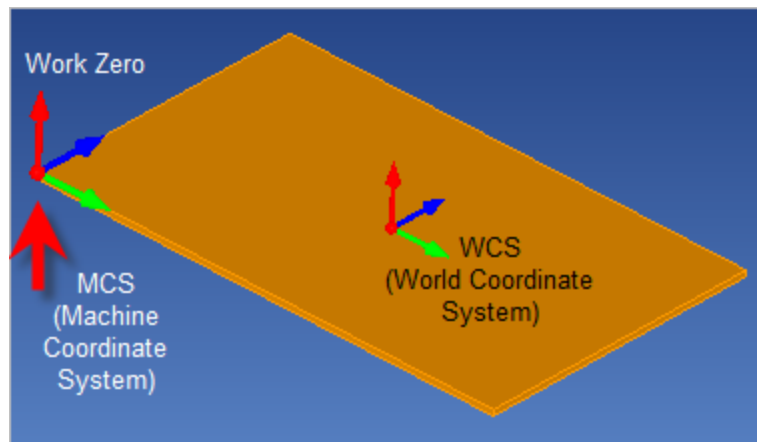 Work Zero
WCS
(World Coordinate
System)
MCS
(Machine
Coordinate
System)